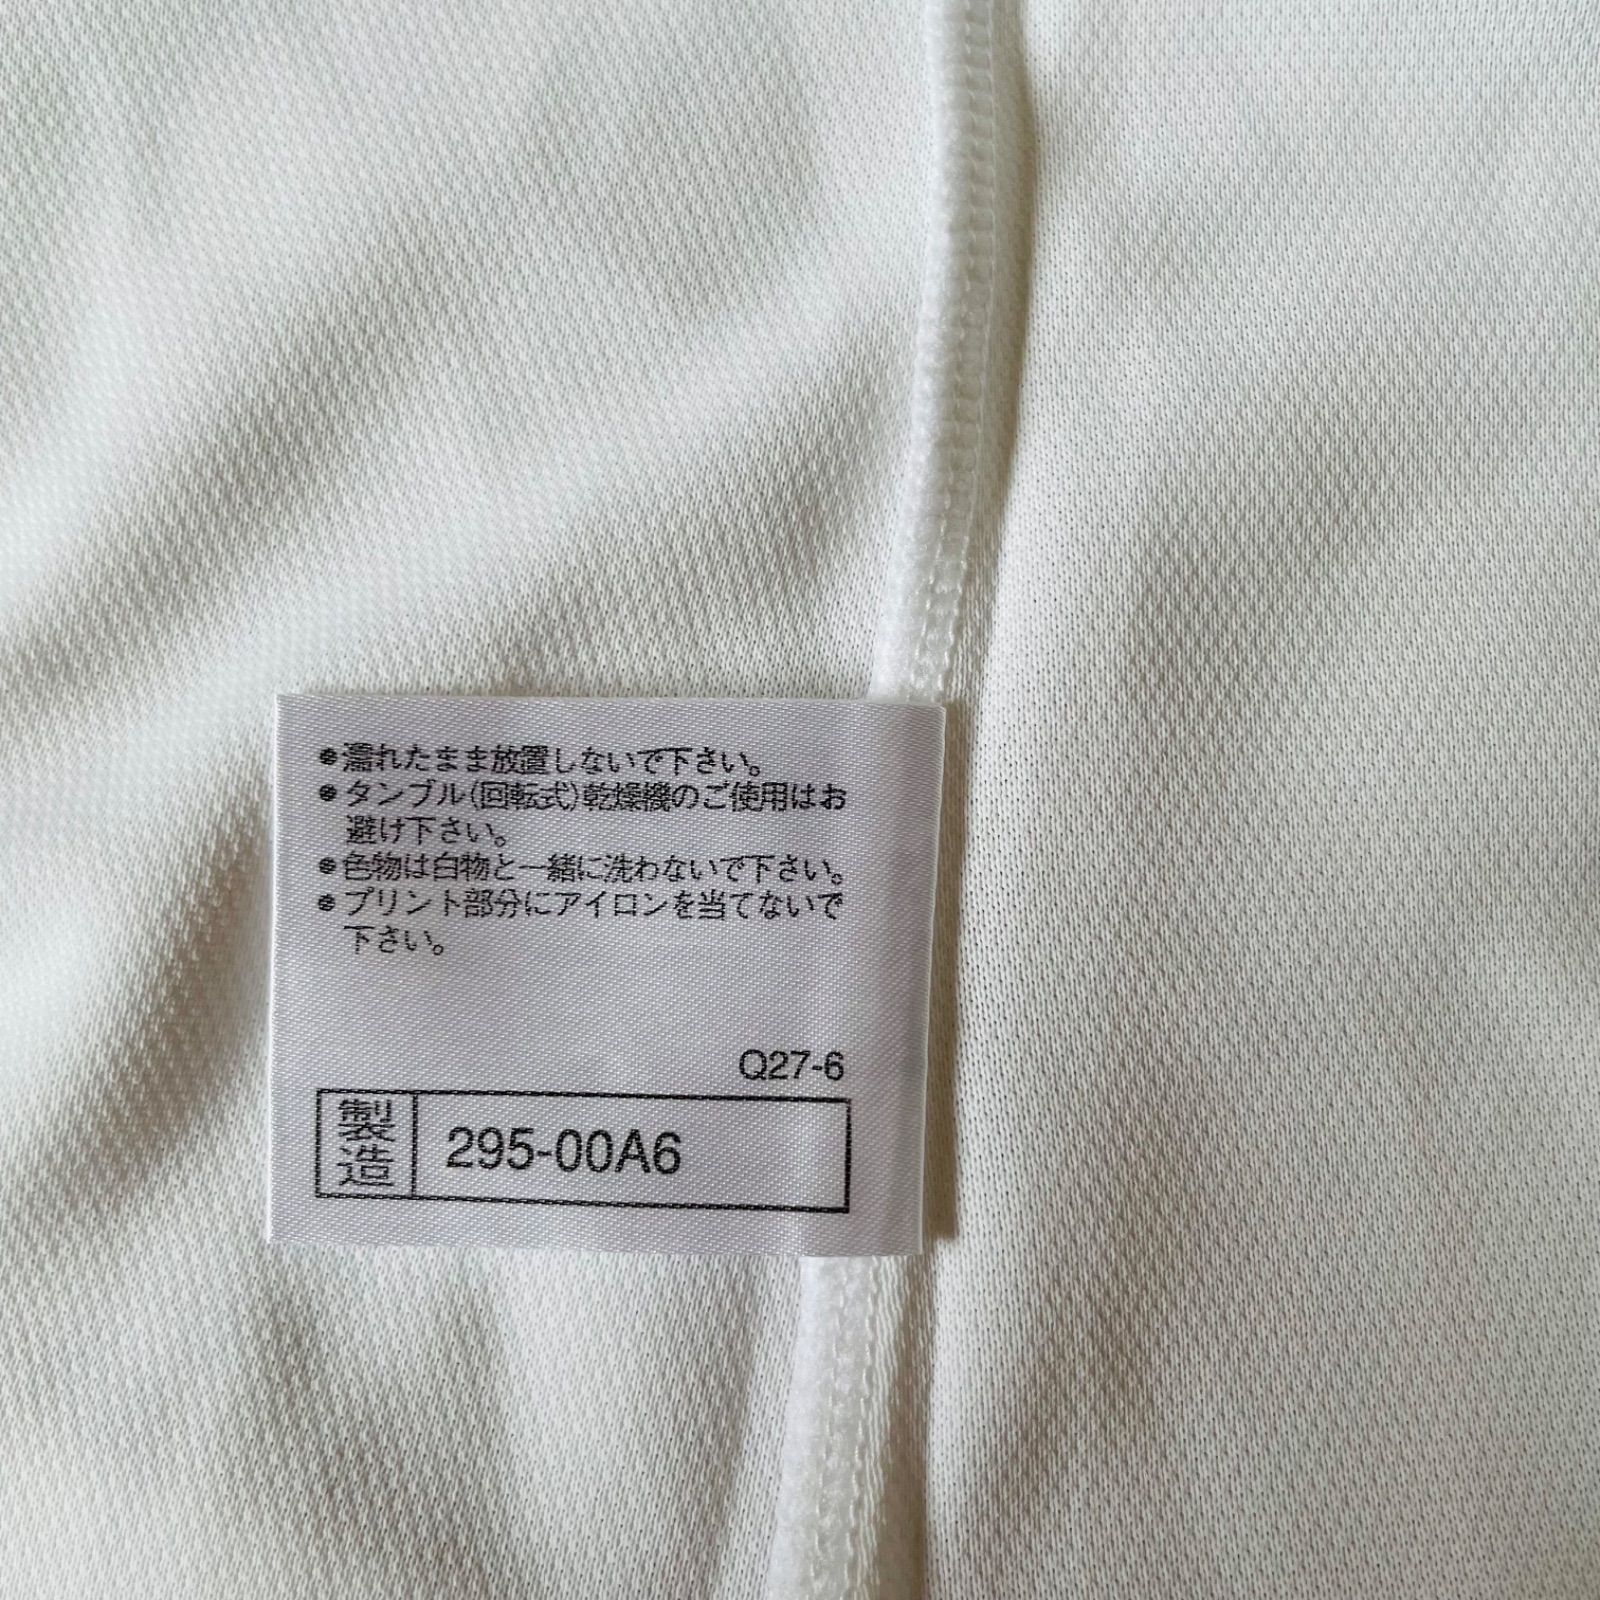 ●濡れたまま放置しないで下さい。
●タンブル(回転式)乾燥機のご使用はお
避け下さい。
●色物は白物と一緒に洗わないで下さい。
●プリント部分にアイロンを当てないで
下さい。
Q27-6
製造 295-00A6